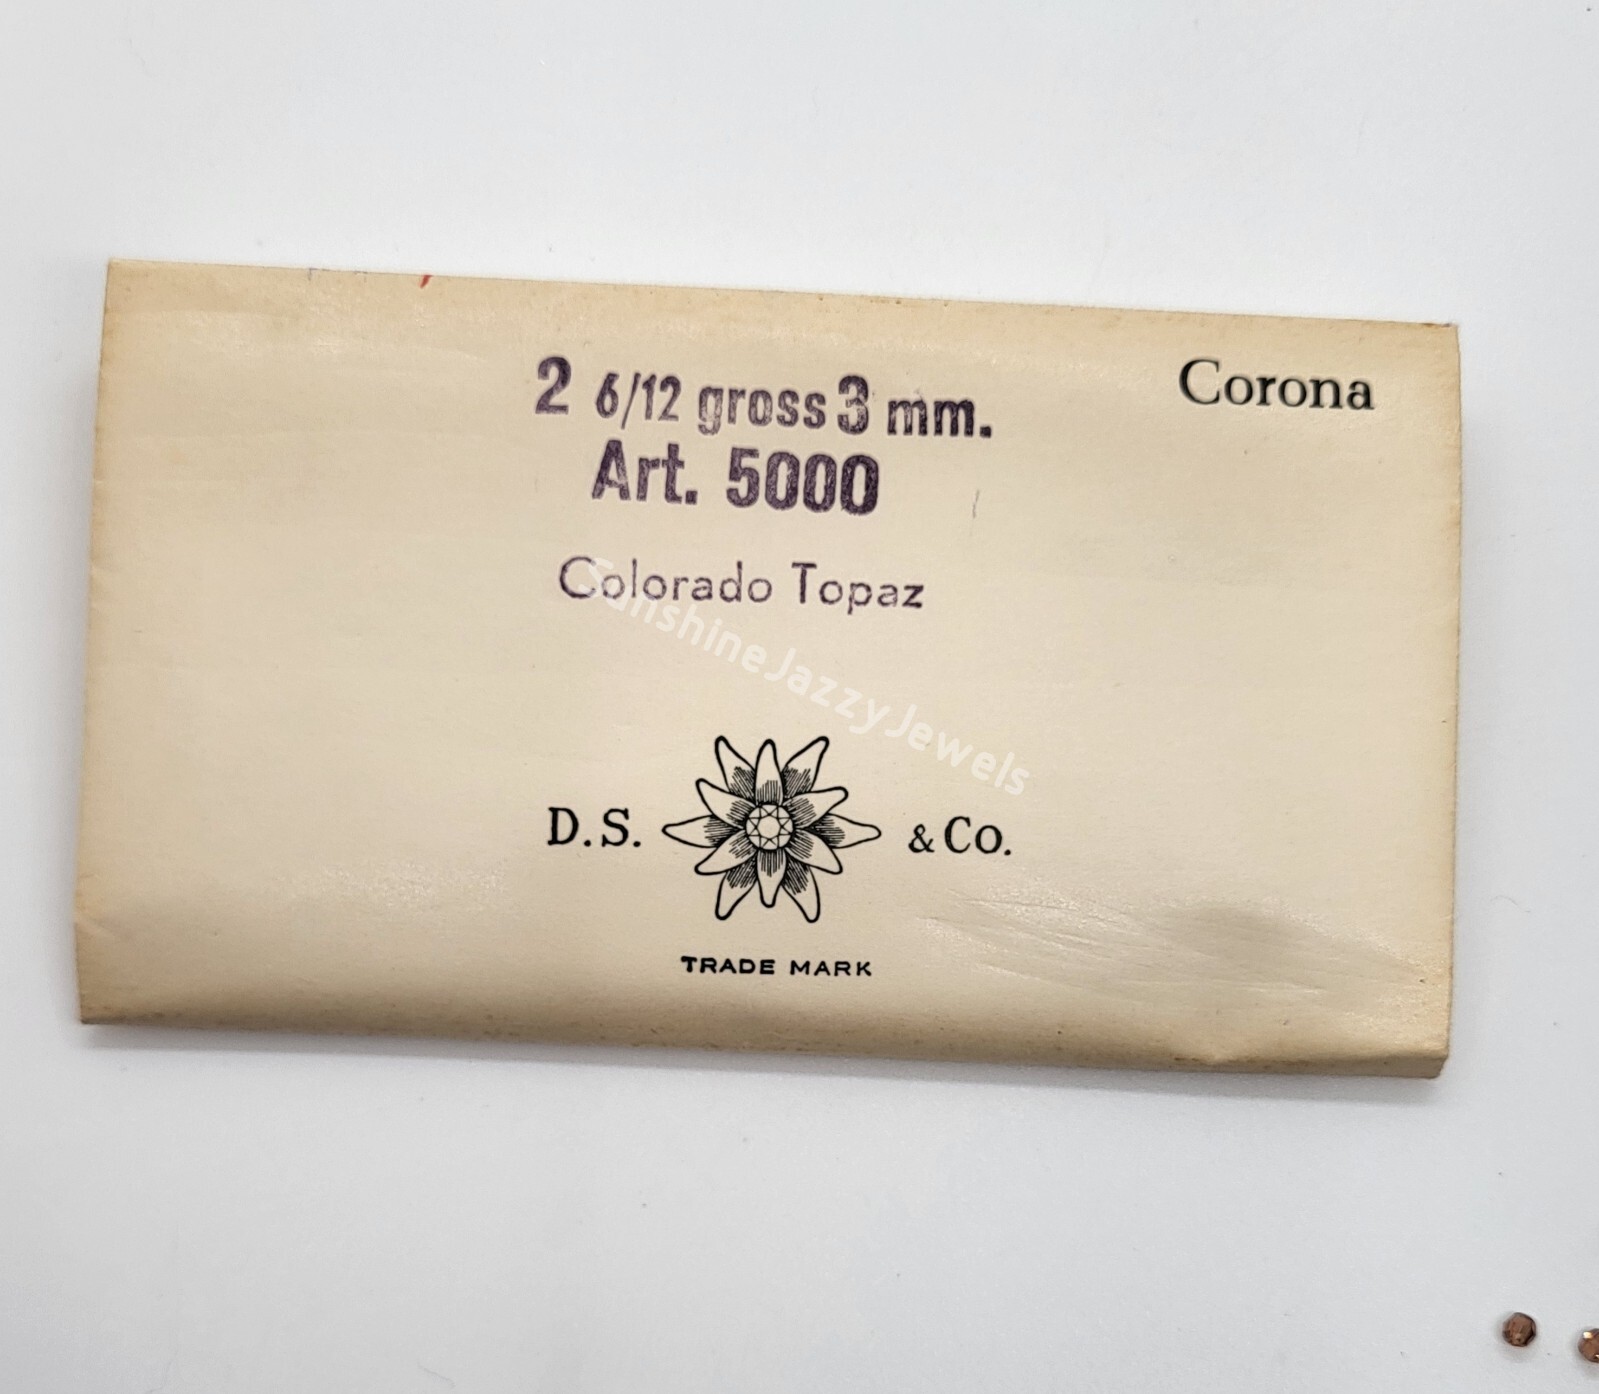 Corona
2 6/12 gross 3 mm.
Art. 5000
Colorado Topaz
SunshineJazzyJewels
D.S. & Co.
TRADE MARK